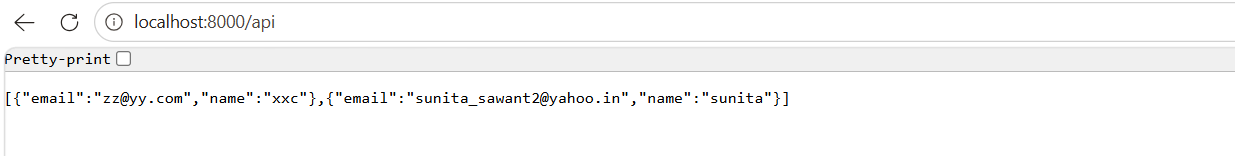 localhost:8000/api
Pretty-print
[{"email":"zz@yy.com","name":"xxc"},{"email":"sunita_sawant2@yahoo.in","name":"sunita"}]